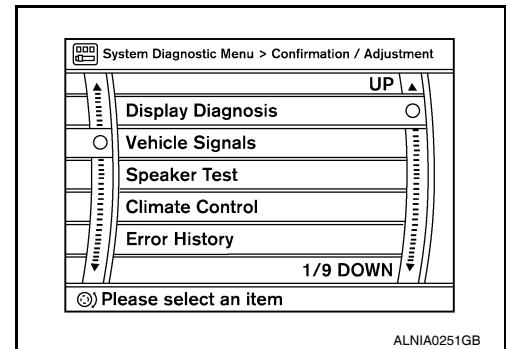 System Diagnostic Menu > Confirmation / Adjustment
UP
Display Diagnosis
Vehicle Signals
Speaker Test
Climate Control
Error History
1/9 DOWN
Please select an item
ALNIA0251GB